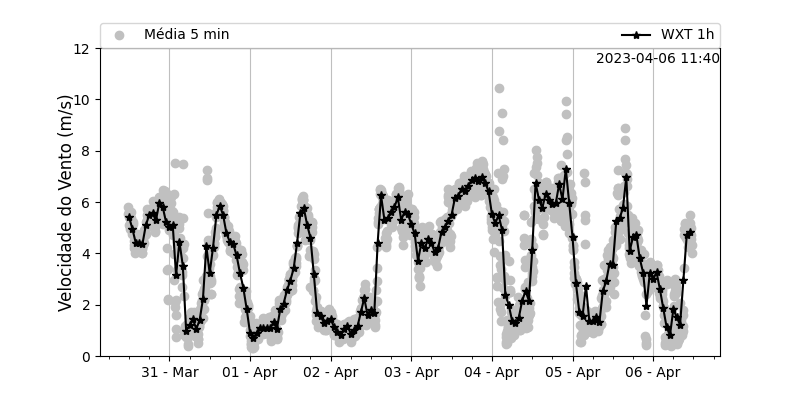 Média 5 min
WXT 1h
2023-04-06 11:40
Velocidade do Vento (m/s)
12
10
8
6
4
2
0
31 - Mar
01 - Apr
02 - Apr
03 - Apr
04 - Apr
05 - Apr
06 - Apr